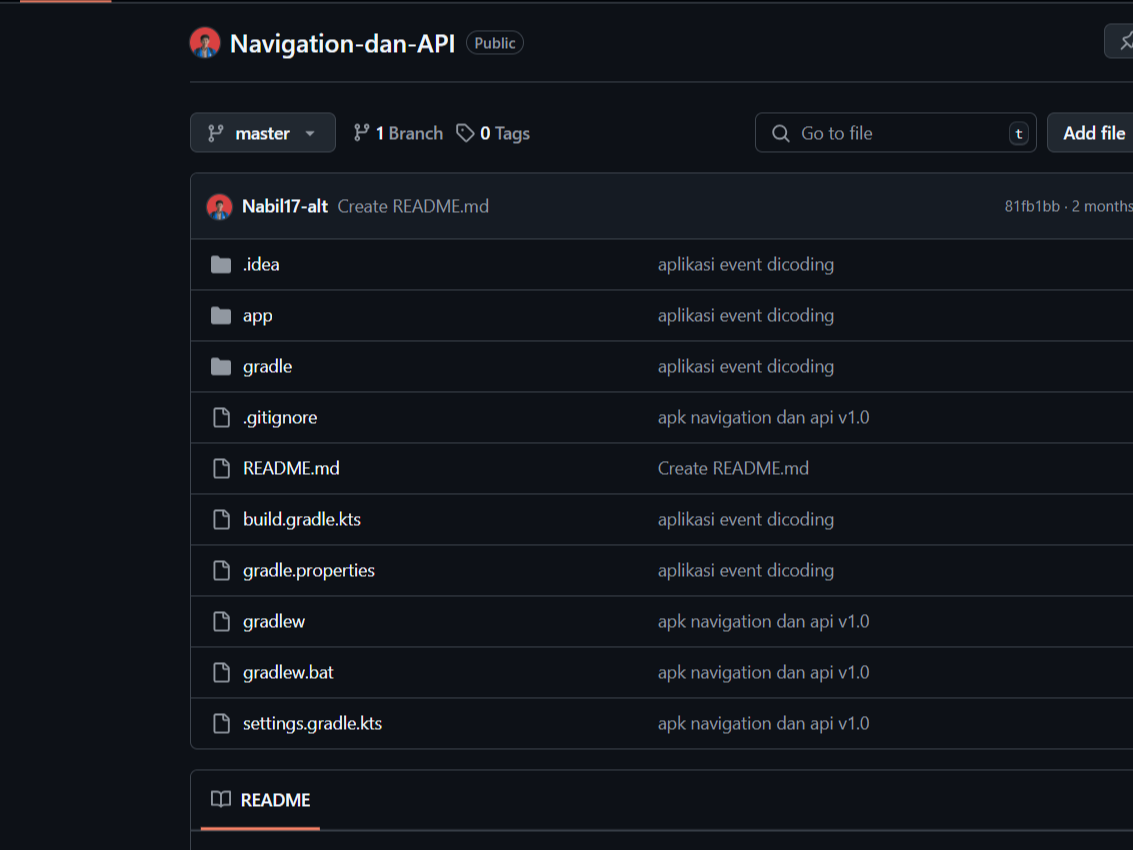 Navigation-dan-API Public
master 1 Branch 0 Tags Go to file t Add file
Nabil17-alt Create README.md 81fb1bb · 2 months
.idea aplikasi event dicoding
app aplikasi event dicoding
gradle aplikasi event dicoding
.gitignore apk navigation dan api v1.0
README.md Create README.md
build.gradle.kts aplikasi event dicoding
gradle.properties aplikasi event dicoding
gradlew apk navigation dan api v1.0
gradlew.bat apk navigation dan api v1.0
settings.gradle.kts apk navigation dan api v1.0
README